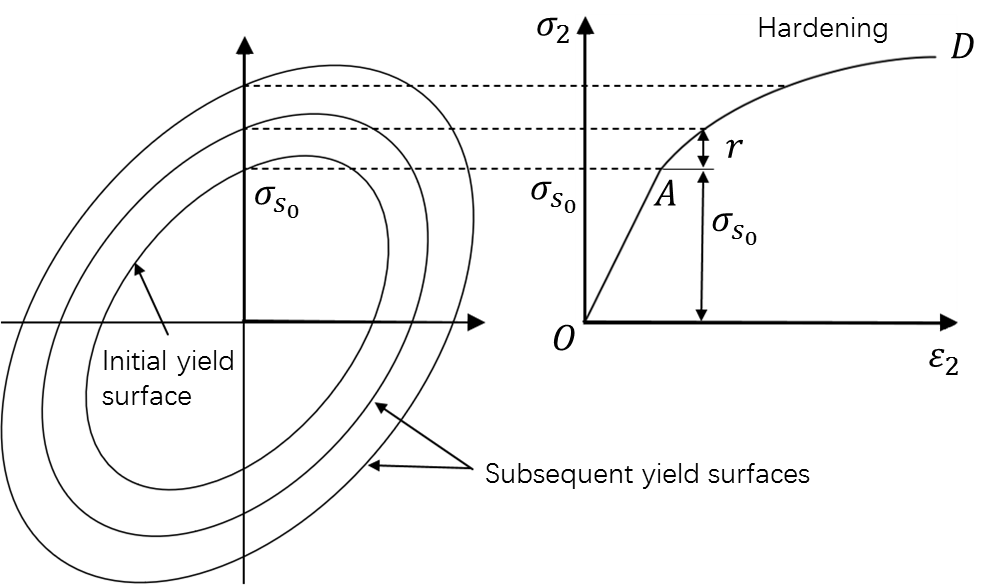 σ₂
Hardening
D
r
σₛ₀
σₛ₀
A
σₛ₀
O
ε₂
Initial yield
surface
Subsequent yield surfaces